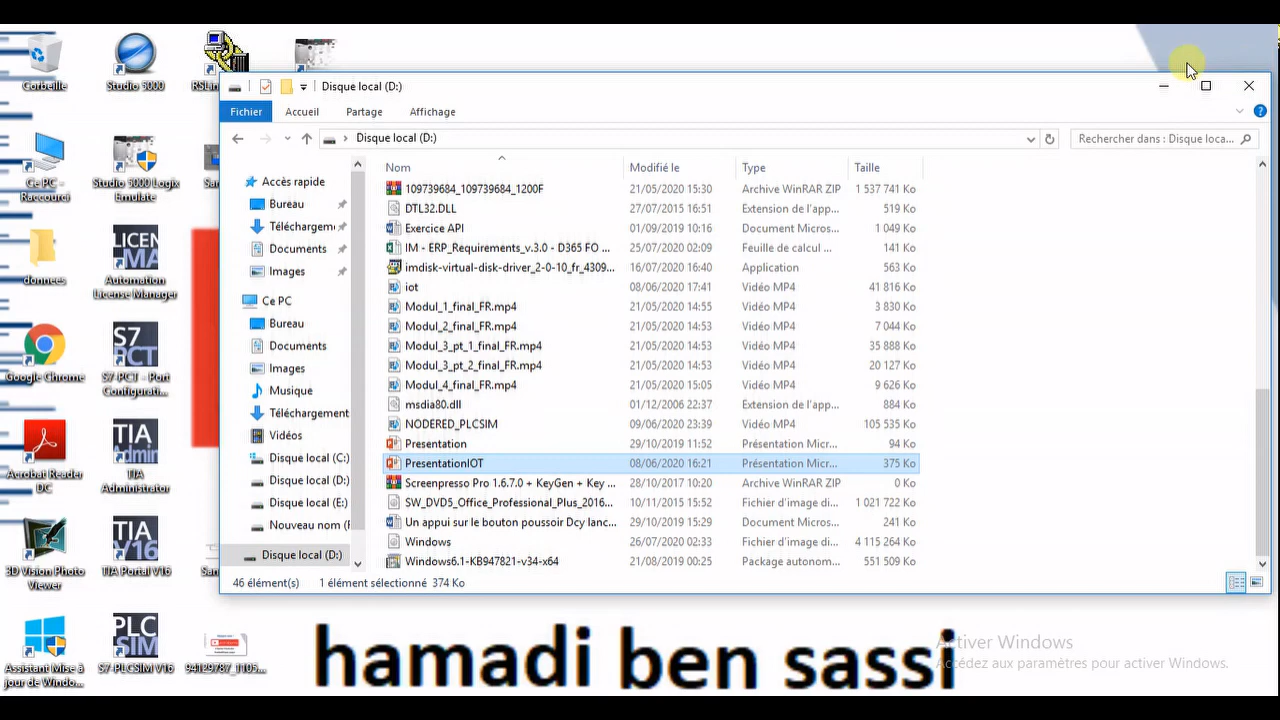 Disque local (D:)
Fichier Accueil Partage Affichage
Disque local (D:)
Rechercher dans : Disque loca...
Nom Modifié le Type Taille
109739684_109739684_1200F 21/05/2020 15:30 Archive WinRAR ZIP 1 537 741 Ko
DTL32.DLL 27/07/2015 16:51 Extension de l'app... 519 Ko
Exercice API 01/09/2019 10:16 Document Micros... 1 049 Ko
IM - ERP_Requirements_v.3.0 - D365 FO ... 25/07/2020 02:09 Feuille de calcul ... 141 Ko
imdisk-virtual-disk-driver_2-0-10_fr_4309... 16/07/2020 16:40 Application 563 Ko
iot 08/06/2020 17:41 Vidéo MP4 41 816 Ko
Modul_1_final_FR.mp4 21/05/2020 14:55 Vidéo MP4 3 830 Ko
Modul_2_final_FR.mp4 21/05/2020 14:53 Vidéo MP4 7 044 Ko
Modul_3_pt_1_final_FR.mp4 21/05/2020 14:53 Vidéo MP4 35 888 Ko
Modul_3_pt_2_final_FR.mp4 21/05/2020 14:53 Vidéo MP4 20 127 Ko
Modul_4_final_FR.mp4 21/05/2020 15:05 Vidéo MP4 9 626 Ko
msdia80.dll 01/12/2006 22:37 Extension de l'app... 884 Ko
NODERED_PLCSIM 09/06/2020 23:39 Vidéo MP4 105 535 Ko
Presentation 29/10/2019 11:52 Présentation Micr... 94 Ko
PresentationIOT 08/06/2020 16:21 Présentation Micr... 375 Ko
Screenpresso Pro 1.6.7.0 + KeyGen + Key ... 28/10/2017 10:20 Archive WinRAR ZIP 0 Ko
SW_DVD5_Office_Professional_Plus_2016... 10/11/2015 15:52 Fichier d'image di... 1 021 722 Ko
Un appui sur le bouton poussoir Dcy lanc... 29/10/2019 15:29 Document Micros... 241 Ko
Windows 26/07/2020 02:33 Fichier d'image di... 4 115 264 Ko
Windows6.1-KB947821-v34-x64 21/08/2019 00:25 Package autonom... 551 509 Ko
Accès rapide
Bureau
Téléchargem
Documents
Images
Ce PC
Bureau
Documents
Images
Musique
Téléchargement
Vidéos
Disque local (C:)
Disque local (D:)
Disque local (E:)
Nouveau nom (F
Disque local (D:)
46 élément(s) 1 élément sélectionné 374 Ko
Corbeille
Studio 5000
RSLin
Ce PC -
Raccourci
Studio 5000 Logix
Emulate
donnees
LICEN
MA
Automation
License Manager
Google Chrome
S7
PCT
S7-PCT - Port
Configurati...
Acrobat Reader
DC
TIA
Admin
TIA
Administrator
3D Vision Photo
Viewer
TIA
V16
TIA Portal V16
Assistant Mise à
jour de Windo...
PLC
SIM
S7-PLCSIM V16
94129787_1105...
hamadi ben sassi
Activer Windows
Accédez aux paramètres pour activer Windows.